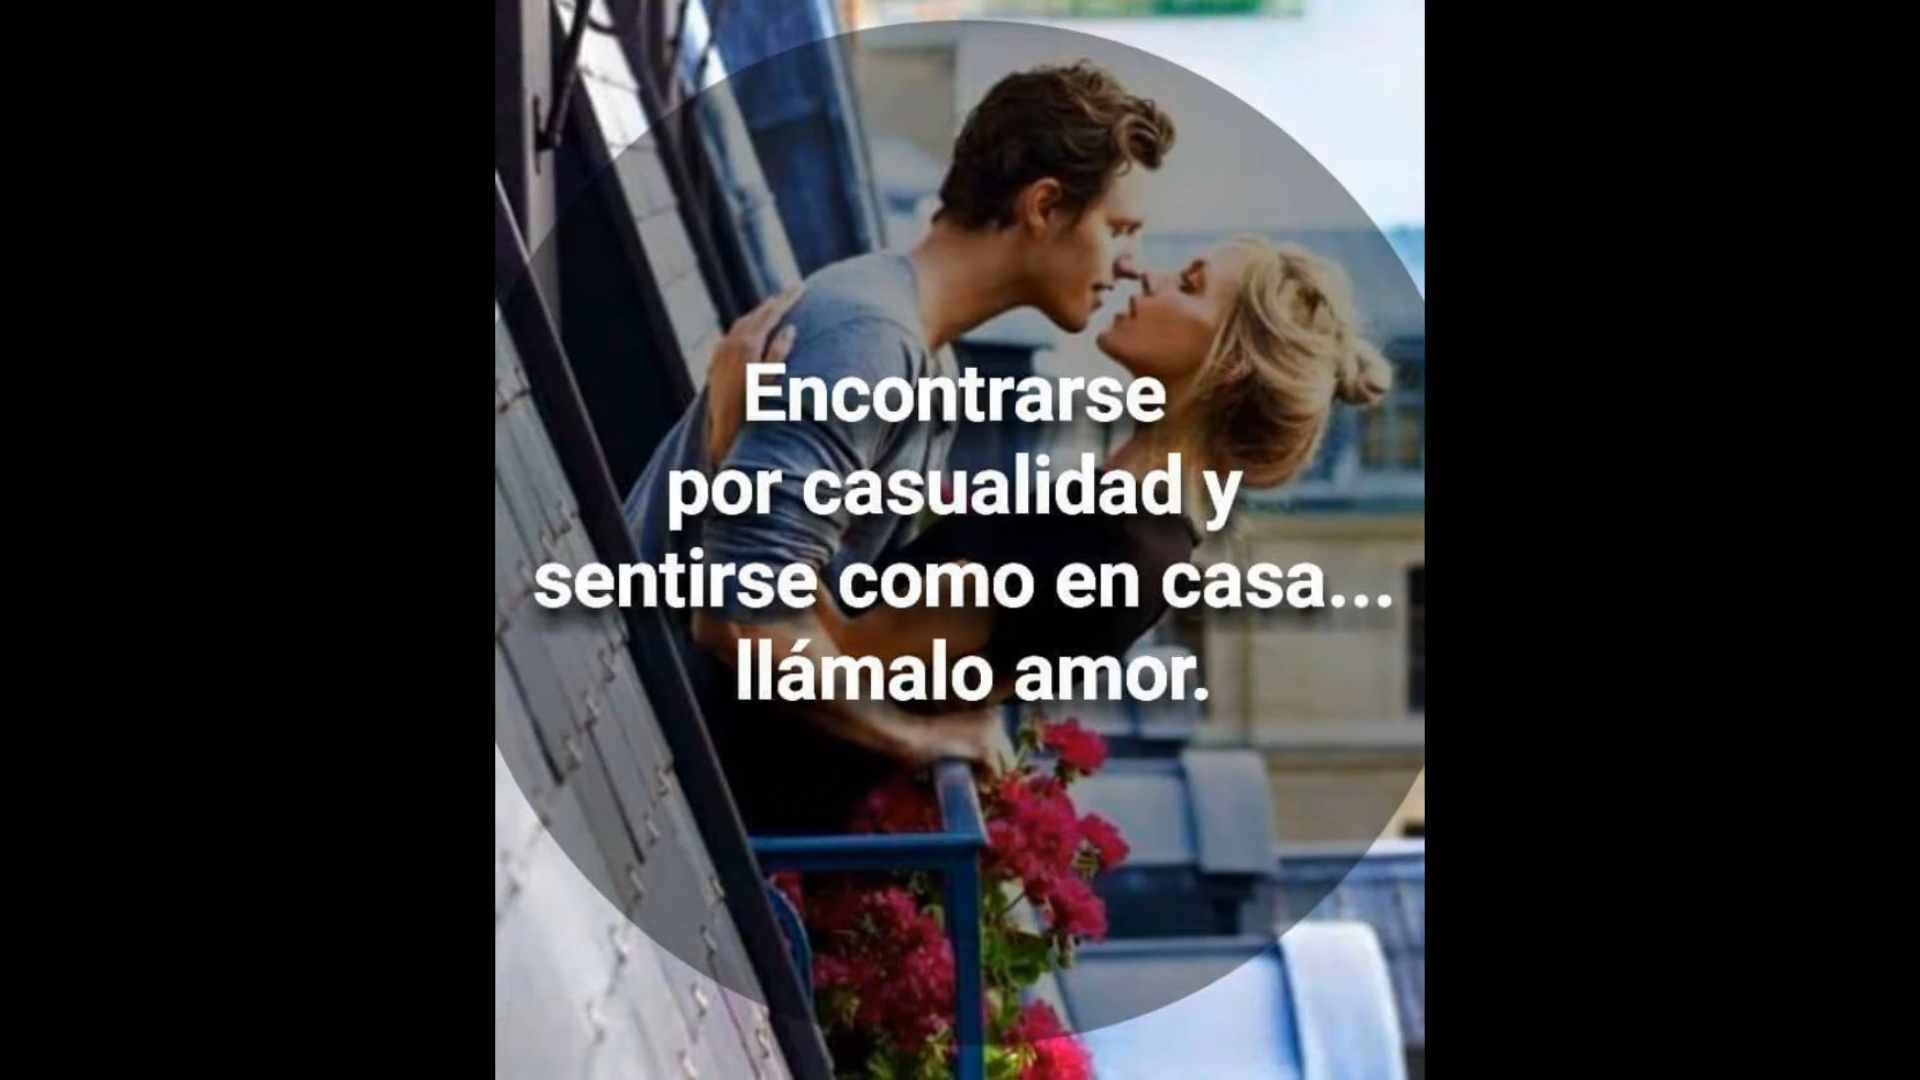 Encontrarse
por casualidad y
sentirse como en casa...
llámalo amor.